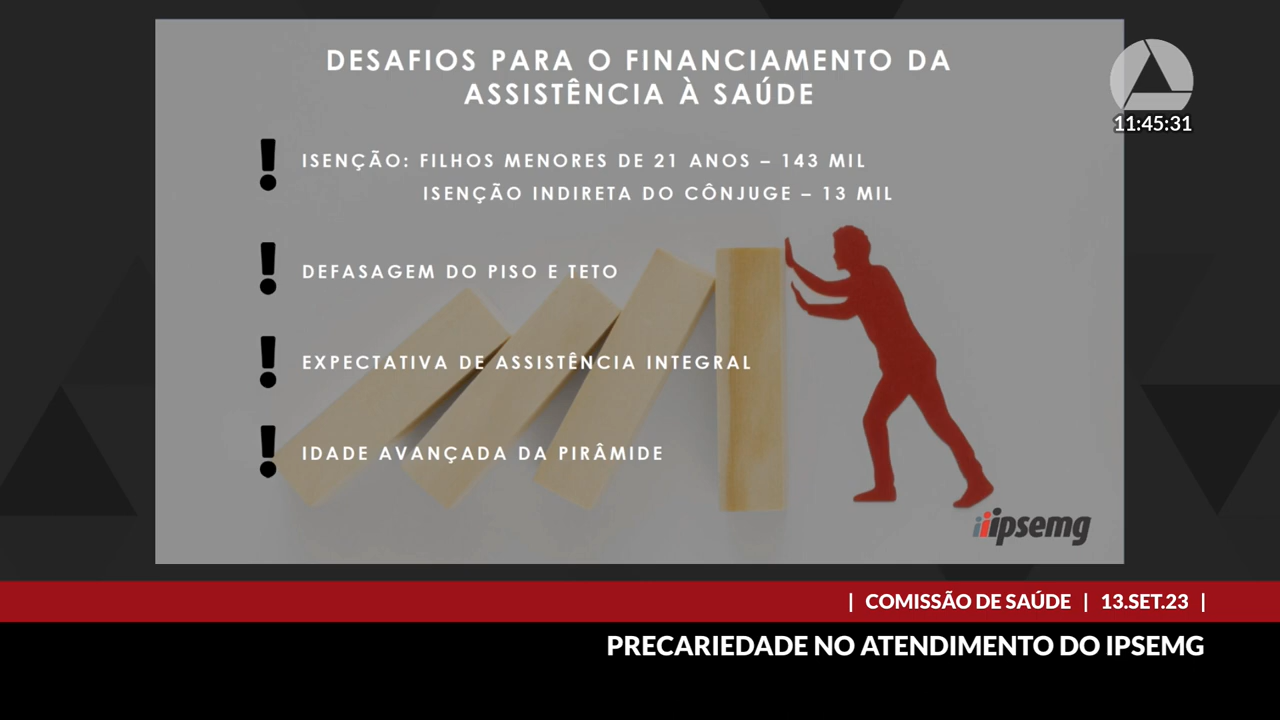 DESAFIOS PARA O FINANCIAMENTO DA
ASSISTÊNCIA À SAÚDE
11:45:31
! ISENÇÃO: FILHOS MENORES DE 21 ANOS – 143 MIL
ISENÇÃO INDIRETA DO CÔNJUGE – 13 MIL
! DEFASAGEM DO PISO E TETO
! EXPECTATIVA DE ASSISTÊNCIA INTEGRAL
! IDADE AVANÇADA DA PIRÂMIDE
ipsemg
| COMISSÃO DE SAÚDE | 13.SET.23 |
PRECARIEDADE NO ATENDIMENTO DO IPSEMG